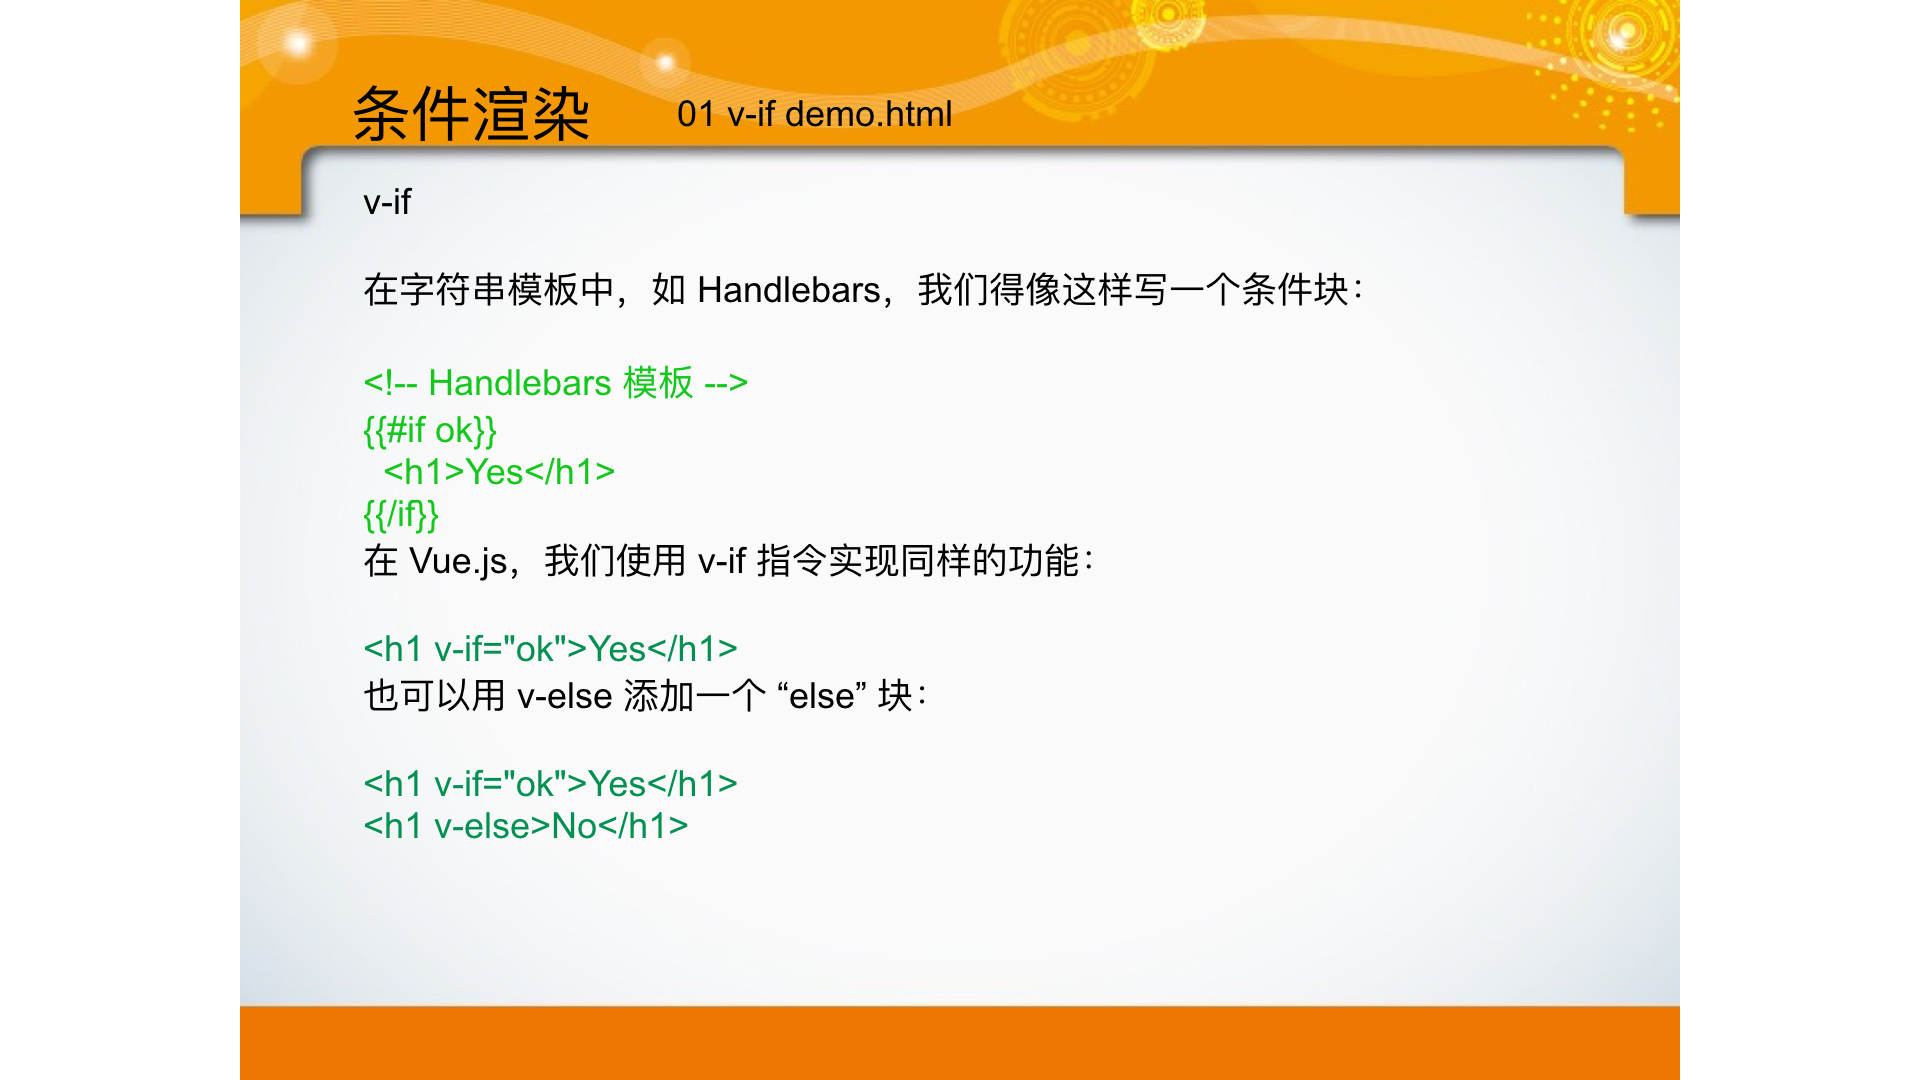 条件渲染 01 v-if demo.html
v-if
在字符串模板中，如 Handlebars，我们得像这样写一个条件块：
<!-- Handlebars 模板 -->
{{#if ok}}
  <h1>Yes</h1>
{{/if}}
在 Vue.js，我们使用 v-if 指令实现同样的功能：
<h1 v-if="ok">Yes</h1>
也可以用 v-else 添加一个 “else” 块：
<h1 v-if="ok">Yes</h1>
<h1 v-else>No</h1>